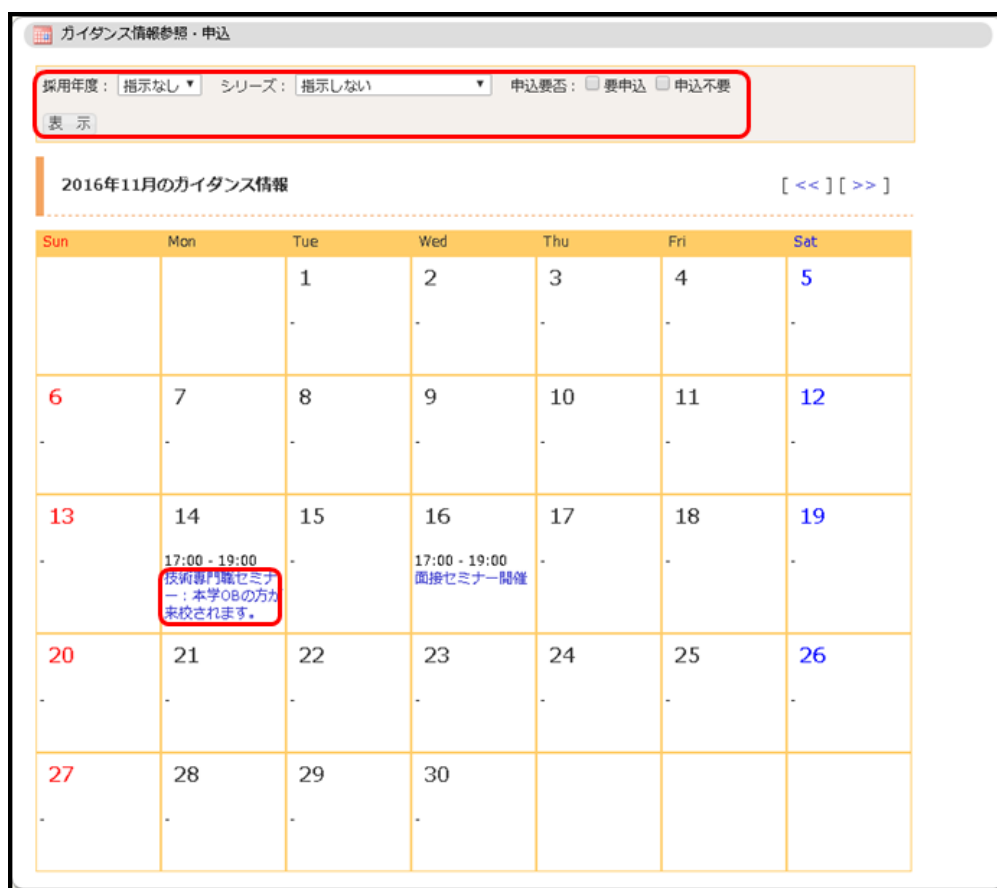 ガイダンス情報参照・申込
採用年度： 指示なし ▼ シリーズ： 指示しない ▼ 申込要否： 要申込 申込不要
表 示
2016年11月のガイダンス情報 [ << ] [ >> ]
Sun Mon Tue Wed Thu Fri Sat
1 2 3 4 5
- - - - -
6 7 8 9 10 11 12
- - - - - - -
13 14 15 16 17 18 19
- 17:00 - 19:00 - 17:00 - 19:00 - - -
技術専門職セミナ 面接セミナー開催
ー：本学OBの方が
来校されます。
20 21 22 23 24 25 26
- - - - - - -
27 28 29 30
- - - -